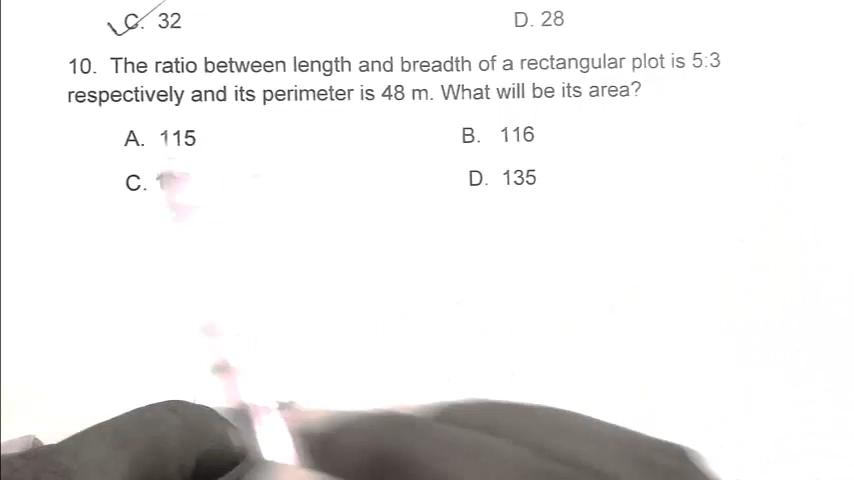 C. 32 D. 28
10. The ratio between length and breadth of a rectangular plot is 5:3
respectively and its perimeter is 48 m. What will be its area?
A. 115 B. 116
C. D. 135